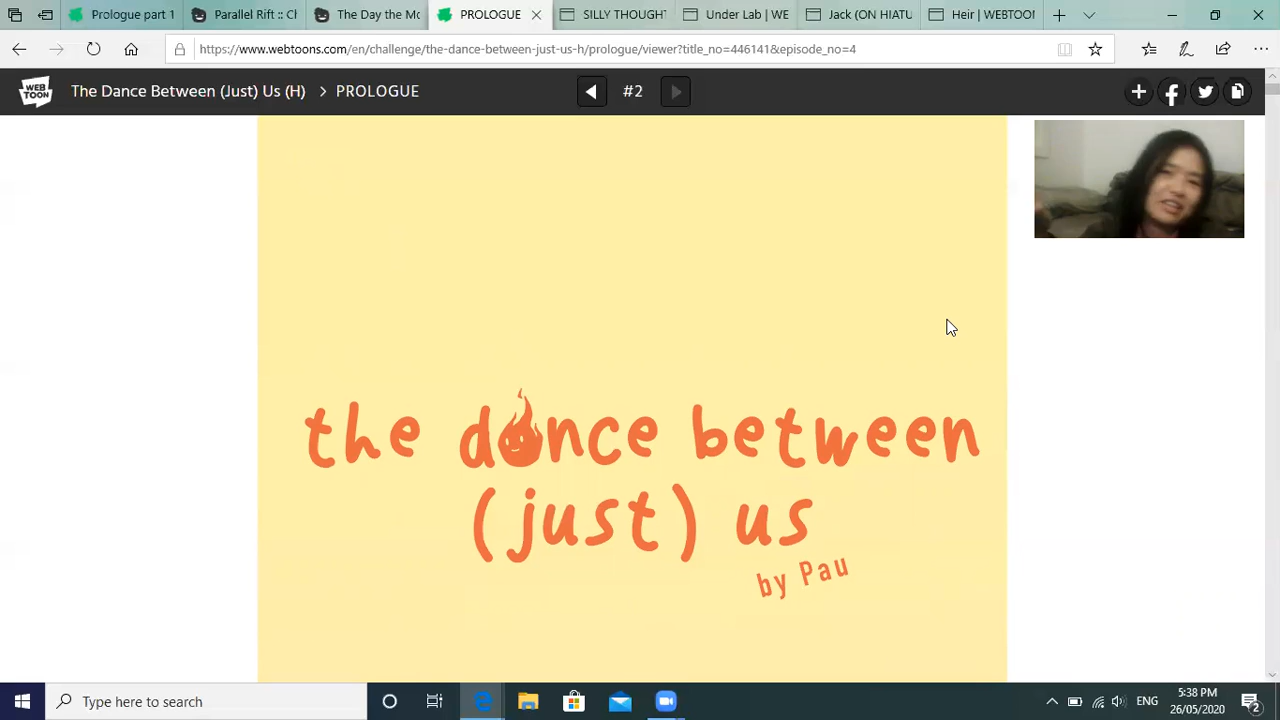 Prologue part 1
Parallel Rift :: Cl
The Day the Mo
PROLOGUE
SILLY THOUGHT
Under Lab | WE
Jack (ON HIATU
Heir | WEBTOON
https://www.webtoons.com/en/challenge/the-dance-between-just-us-h/prologue/viewer?title_no=446141&episode_no=4
WEB TOON
The Dance Between (Just) Us (H) > PROLOGUE
#2
the dance between
(just) us
by Pau
Type here to search
ENG
5:38 PM
26/05/2020
2